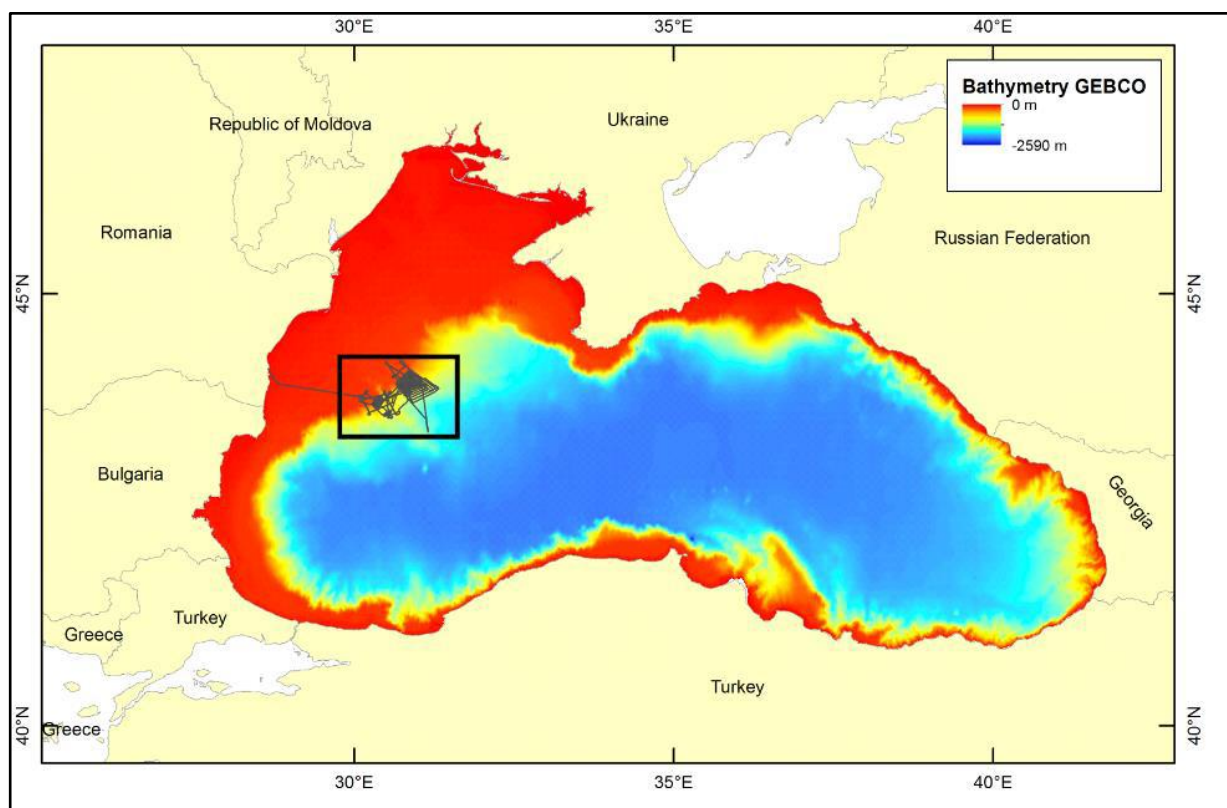 30°E
35°E
40°E
Bathymetry GEBCO
0 m
-2590 m
Ukraine
Republic of Moldova
Romania
Russian Federation
45°N
45°N
Bulgaria
Georgia
Turkey
Greece
Turkey
Greece
40°N
40°N
30°E
35°E
40°E